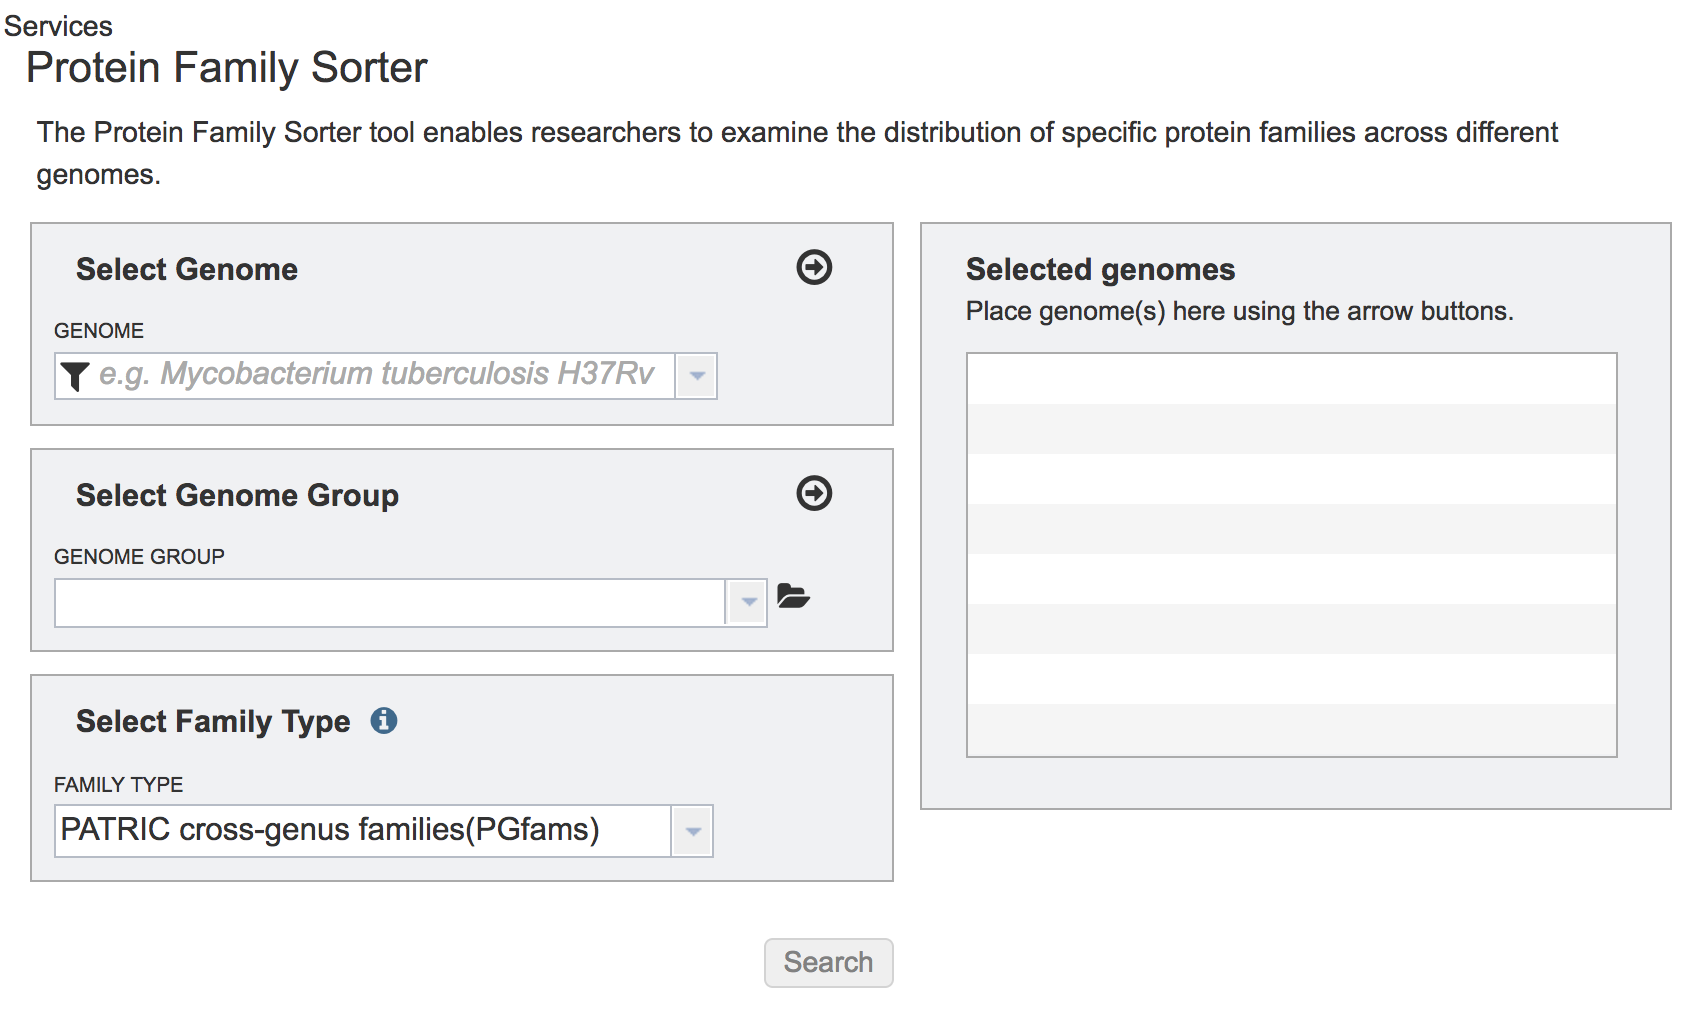 Services
Protein Family Sorter
The Protein Family Sorter tool enables researchers to examine the distribution of specific protein families across different
genomes.
Select Genome
GENOME
e.g. Mycobacterium tuberculosis H37Rv
Select Genome Group
GENOME GROUP
Select Family Type
FAMILY TYPE
PATRIC cross-genus families(PGfams)
Search
Selected genomes
Place genome(s) here using the arrow buttons.